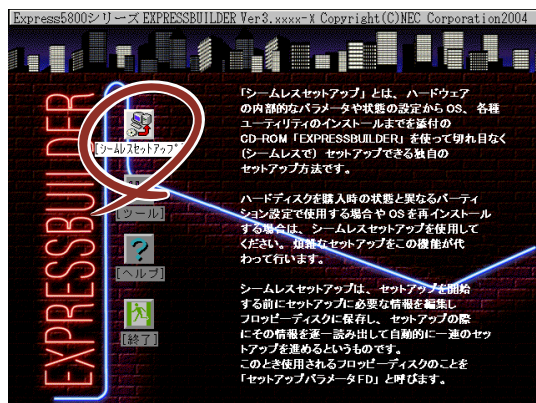 Express5800シリーズ EXPRESSBUILDER Ver3.xxxx-X Copyright(C)NEC Corporation2004
EXPRESSBUILDER
[シームレスセットアップ]
[ツール]
[ヘルプ]
[終了]
「シームレスセットアップ」とは、ハードウェア
の内部的なパラメータや状態の設定からOS、各種
ユーティリティのインストールまでを添付の
CD-ROM「EXPRESSBUILDER」を使って切れ目なく
(シームレスで) セットアップできる独自の
セットアップ方法です。
ハードディスクを購入時の状態と異なるパーティ
ション設定で使用する場合やOSを再インストール
する場合は、シームレスセットアップを使用して
ください。煩雑なセットアップをこの機能が代
わって行います。
シームレスセットアップは、セットアップを開始
する前にセットアップに必要な情報を編集し
フロッピーディスクに保存し、セットアップの際
にその情報を逐一読み出して自動的に一連のセッ
トアップを進めるというものです。
このとき使用されるフロッピーディスクのことを
「セットアップパラメータFD」と呼びます。